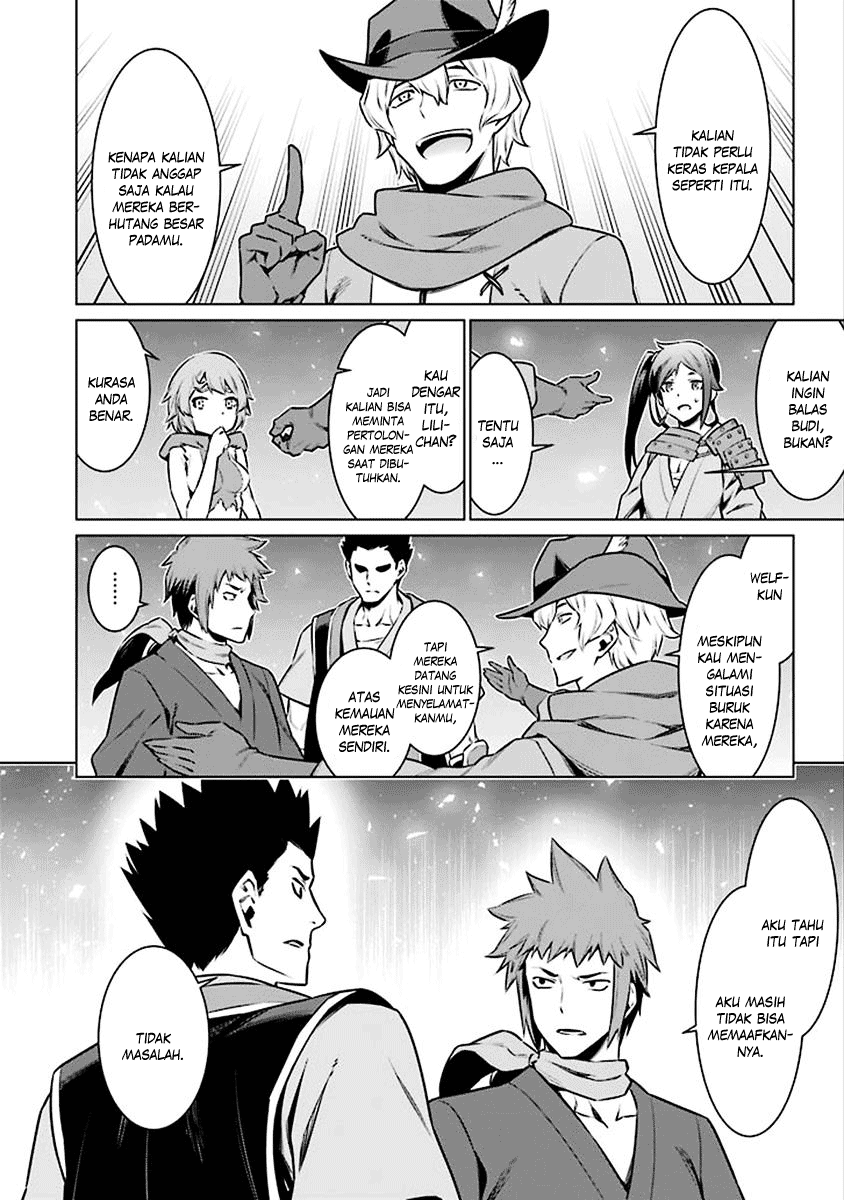 KALIAN
TIDAK PERLU
KERAS KEPALA
SEPERTI ITU.
KENAPA KALIAN
TIDAK ANGGAP
SAJA KALAU
MEREKA BER-
HUTANG BESAR
PADAMU.
KALIAN
INGIN
BALAS
BUDI,
BUKAN?
TENTU
SAJA
...
KAU
DENGAR
ITU,
LILI-
CHAN?
JADI
KALIAN BISA
MEMINTA
PERTOLONG-
AN MEREKA
SAAT DIBU-
TUHKAN.
KURASA
ANDA
BENAR.
WELF-
KUN
MESKIPUN
KAU MEN-
GALAMI
SITUASI
BURUK
KARENA
MEREKA,
TAPI
MEREKA
DATANG
KESINI UNTUK
MENYELAMAT-
KANMU,
ATAS
KEMAUAN
MEREKA
SENDIRI.
......
AKU TAHU
ITU TAPI
AKU MASIH
TIDAK BISA
MEMAAFKAN-
NYA.
TIDAK
MASALAH.